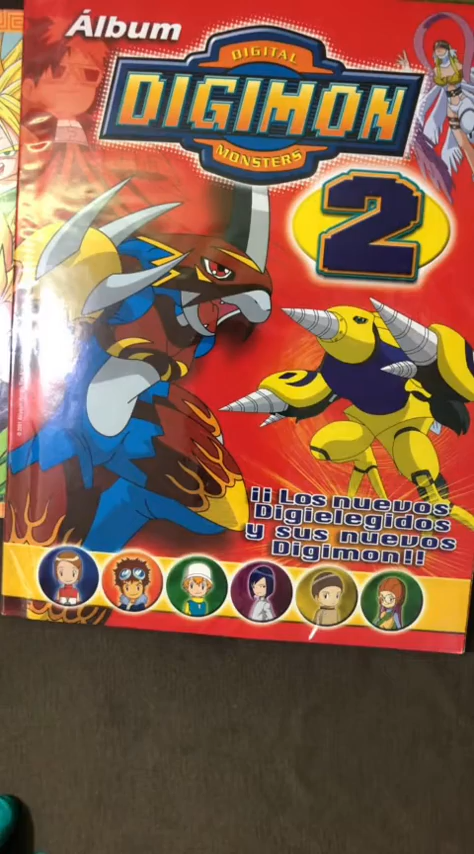 Álbum
DIGITAL
DIGIMON
MONSTERS
2
¡¡Los nuevos
Digielegidos
y sus nuevos
Digimon!!